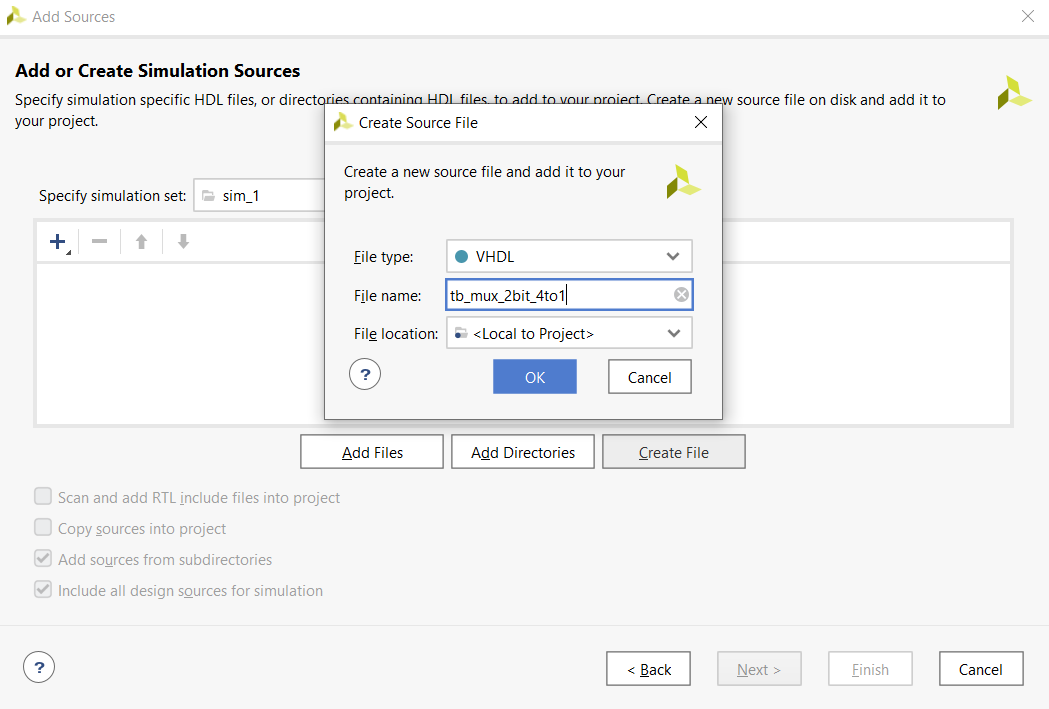 Add Sources
Add or Create Simulation Sources
Specify simulation specific HDL files, or directories containing HDL files, to add to your project. Create a new source file on disk and add it to
your project.
Create Source File
Create a new source file and add it to your
project.
Specify simulation set: sim_1
File type: VHDL
File name: tb_mux_2bit_4to1
File location: <Local to Project>
? OK Cancel
Add Files Add Directories Create File
Scan and add RTL include files into project
Copy sources into project
Add sources from subdirectories
Include all design sources for simulation
? < Back Next > Finish Cancel